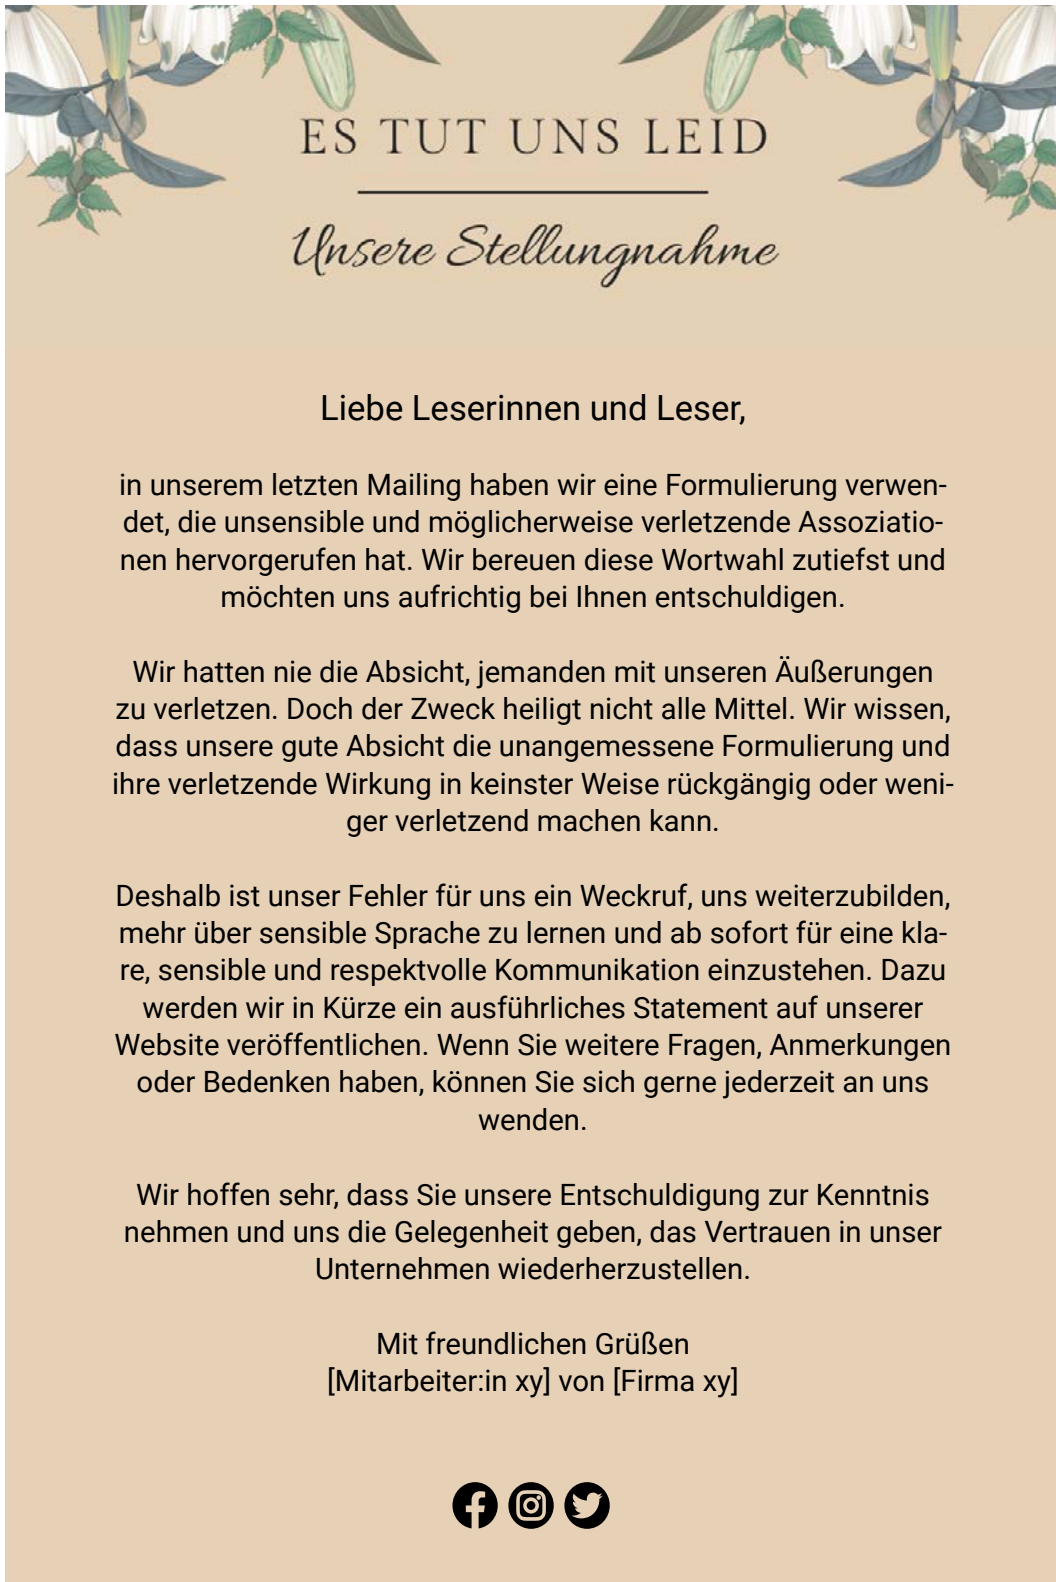 ES TUT UNS LEID
Unsere Stellungnahme
Liebe Leserinnen und Leser,
in unserem letzten Mailing haben wir eine Formulierung verwen-
det, die unsensible und möglicherweise verletzende Assoziatio-
nen hervorgerufen hat. Wir bereuen diese Wortwahl zutiefst und
möchten uns aufrichtig bei Ihnen entschuldigen.
Wir hatten nie die Absicht, jemanden mit unseren Äußerungen
zu verletzen. Doch der Zweck heiligt nicht alle Mittel. Wir wissen,
dass unsere gute Absicht die unangemessene Formulierung und
ihre verletzende Wirkung in keinster Weise rückgängig oder weni-
ger verletzend machen kann.
Deshalb ist unser Fehler für uns ein Weckruf, uns weiterzubilden,
mehr über sensible Sprache zu lernen und ab sofort für eine kla-
re, sensible und respektvolle Kommunikation einzustehen. Dazu
werden wir in Kürze ein ausführliches Statement auf unserer
Website veröffentlichen. Wenn Sie weitere Fragen, Anmerkungen
oder Bedenken haben, können Sie sich gerne jederzeit an uns
wenden.
Wir hoffen sehr, dass Sie unsere Entschuldigung zur Kenntnis
nehmen und uns die Gelegenheit geben, das Vertrauen in unser
Unternehmen wiederherzustellen.
Mit freundlichen Grüßen
[Mitarbeiter:in xy] von [Firma xy]